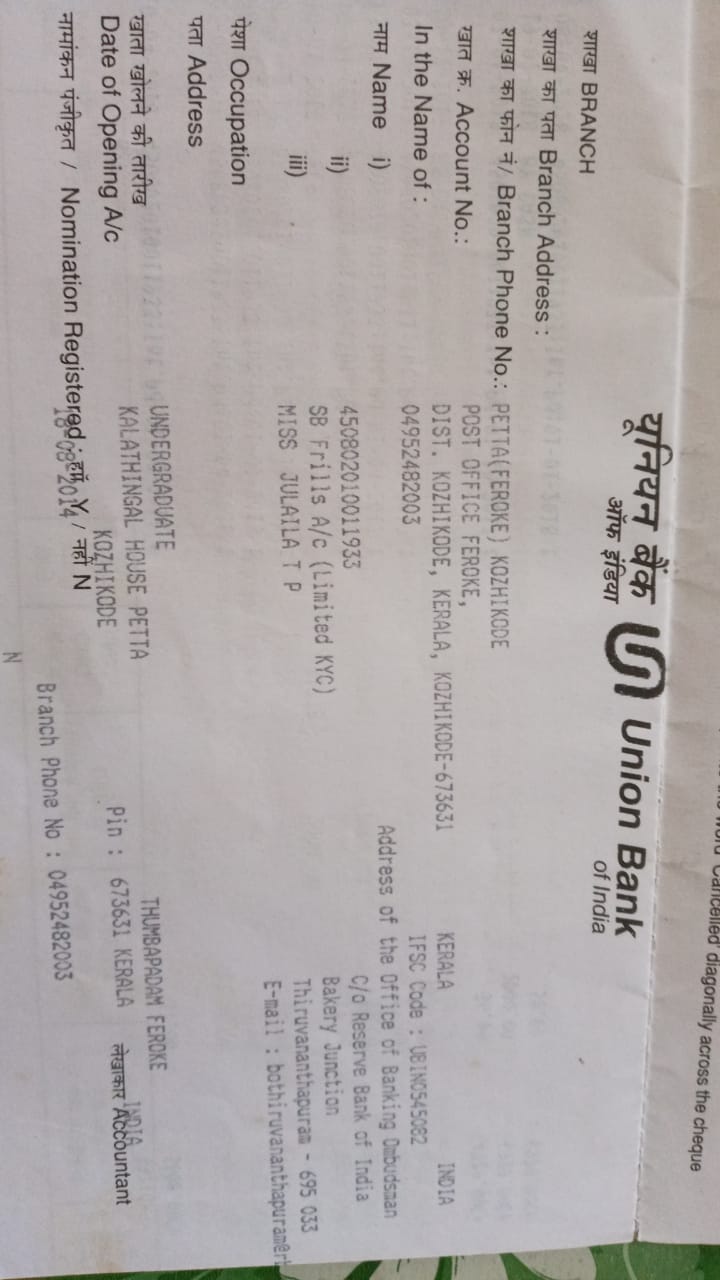 Cancelled diagonally across the cheque
यूनियन बैंक Union Bank
ऑफ इंडिया of India
शाखा BRANCH
शाखा का पता Branch Address :
शाखा का फोन नं/ Branch Phone No.: PETTA(FEROKE) KOZHIKODE
POST OFFICE FEROKE,
खात क्र. Account No.: DIST. KOZHIKODE, KERALA, KOZHIKODE-673631 KERALA INDIA
In the Name of : 04952482003 IFSC Code : UBIN0545082
नाम Name i) Address of the Office of Banking Ombudsman
450802010011933 C/o Reserve Bank of India
ii) SB Frills A/c (Limited KYC) Bakery Junction
iii) MISS JULAILA T P Thiruvananthapuram - 695 033
E-mail : bothiruvananthapuram@r
पेशा Occupation
पता Address
UNDERGRADUATE
खाता खोलने की तारीख KALATHINGAL HOUSE PETTA THUMBAPADAM FEROKE
Date of Opening A/c KOZHIKODE Pin : 673631 KERALA INDIA
लेखाकार Accountant
18-08-2014
नामांकन पंजीकृत / Nomination Registered : हाँ Y / नहीं N
Branch Phone No : 04952482003
N